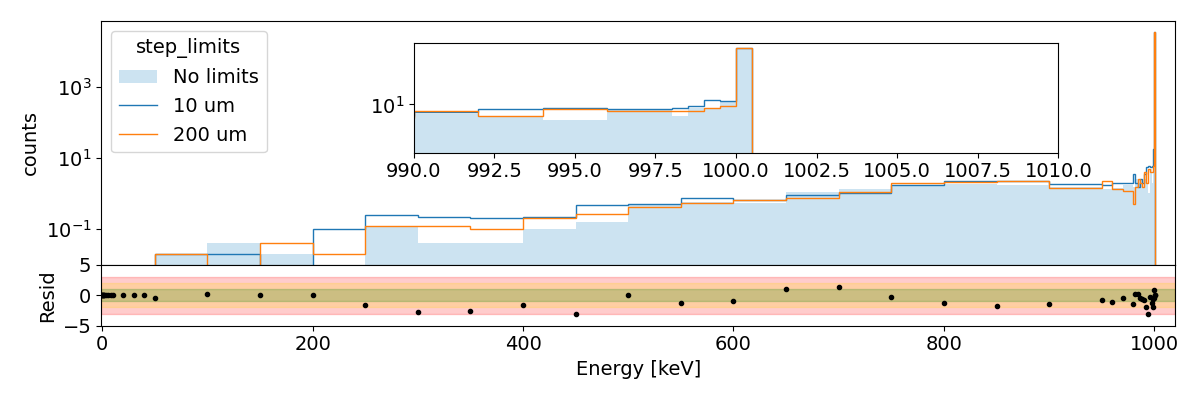 step_limits
No limits
10 um
200 um
counts
10³
10¹
10⁻¹
10¹
990.0 992.5 995.0 997.5 1000.0 1002.5 1005.0 1007.5 1010.0
Resid
5
0
−5
0 200 400 600 800 1000
Energy [keV]